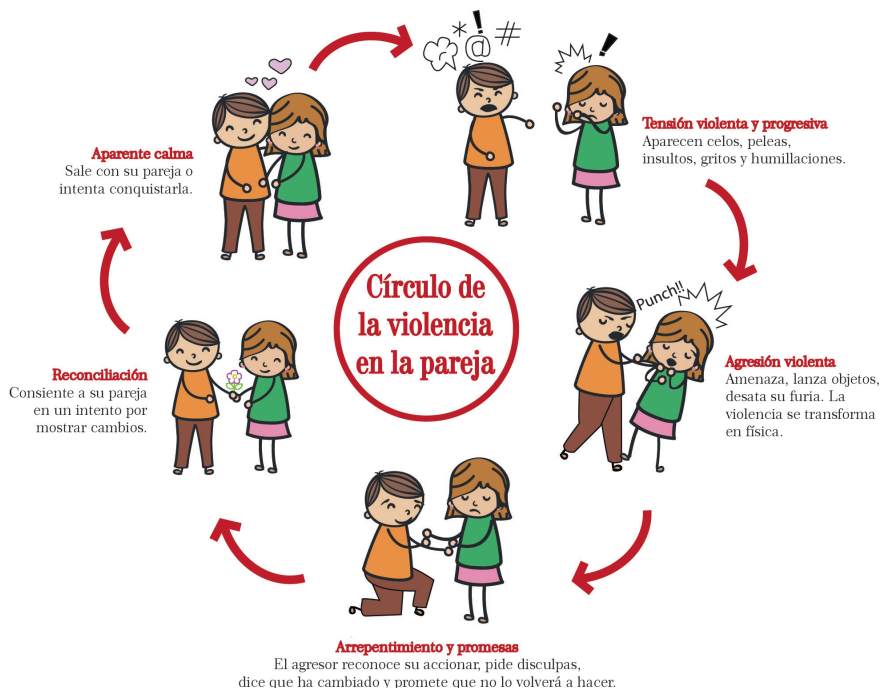 *!@#
Tensión violenta y progresiva
Aparecen celos, peleas,
insultos, gritos y humillaciones.
Aparente calma
Sale con su pareja o
intenta conquistarla.
Círculo de
la violencia
en la pareja
Punch!!
Agresión violenta
Amenaza, lanza objetos,
desata su furia. La
violencia se transforma
en física.
Reconciliación
Consiente a su pareja
en un intento por
mostrar cambios.
Arrepentimiento y promesas
El agresor reconoce su accionar, pide disculpas,
dice que ha cambiado y promete que no lo volverá a hacer.